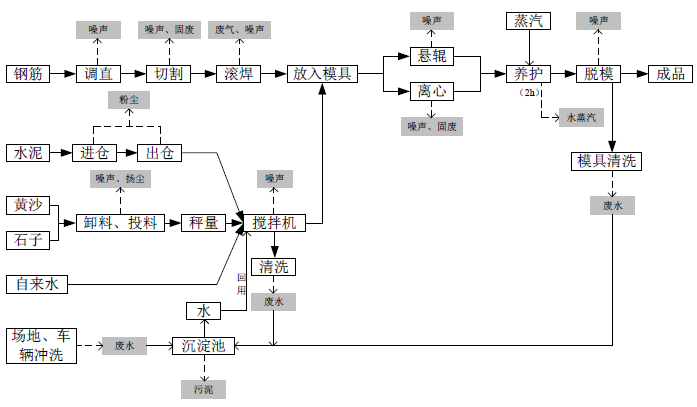 噪声
噪声、固废
废气、噪声
噪声
蒸汽
噪声
钢筋
调直
切割
滚焊
放入模具
悬辊
离心
养护
（2h）
脱模
成品
粉尘
噪声、固废
水蒸汽
水泥
进仓
出仓
模具清洗
噪声、扬尘
噪声
黄沙
石子
卸料、投料
秤量
搅拌机
废水
清洗
自来水
回
用
废水
水
场地、车
辆冲洗
废水
沉淀池
污泥